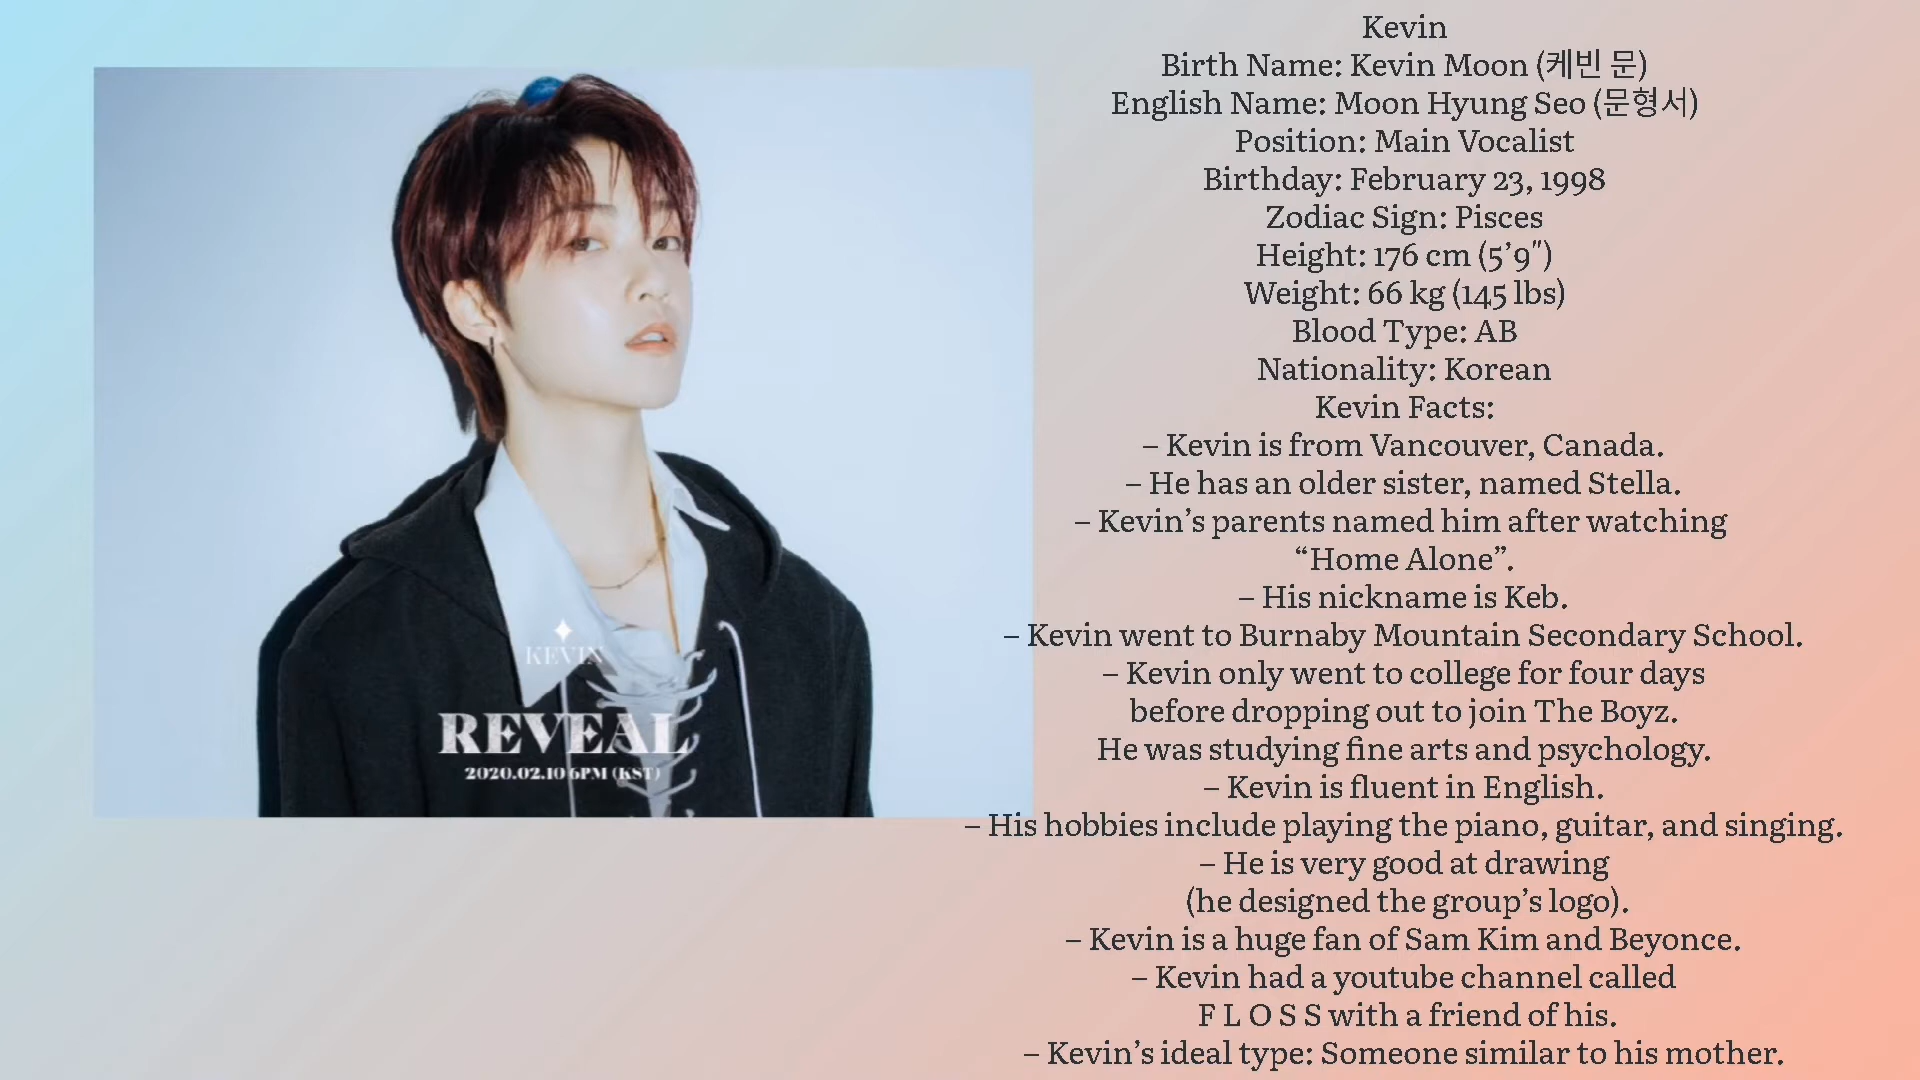 Kevin
Birth Name: Kevin Moon (케빈 문)
English Name: Moon Hyung Seo (문형서)
Position: Main Vocalist
Birthday: February 23, 1998
Zodiac Sign: Pisces
Height: 176 cm (5’9")
Weight: 66 kg (145 lbs)
Blood Type: AB
Nationality: Korean
Kevin Facts:
– Kevin is from Vancouver, Canada.
– He has an older sister, named Stella.
– Kevin’s parents named him after watching
“Home Alone”.
– His nickname is Keb.
– Kevin went to Burnaby Mountain Secondary School.
– Kevin only went to college for four days
before dropping out to join The Boyz.
He was studying fine arts and psychology.
– Kevin is fluent in English.
– His hobbies include playing the piano, guitar, and singing.
– He is very good at drawing
(he designed the group’s logo).
– Kevin is a huge fan of Sam Kim and Beyonce.
– Kevin had a youtube channel called
F L O S S with a friend of his.
– Kevin’s ideal type: Someone similar to his mother.
KEVIN
REVEAL
2020.02.10 6PM (KST)